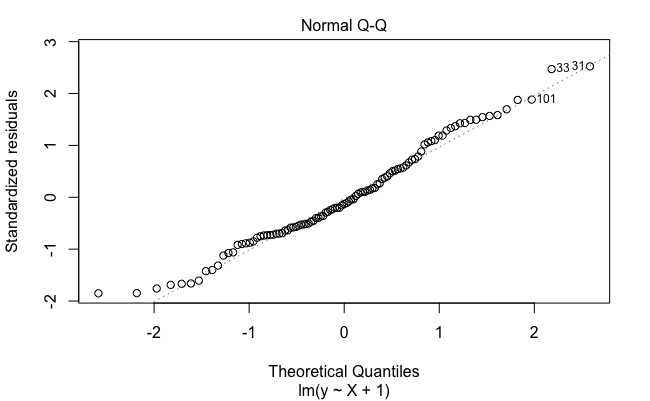 Normal Q-Q
Standardized residuals
3
2
1
0
-1
-2
33 31
101
-2 -1 0 1 2
Theoretical Quantiles
lm(y ~ X + 1)